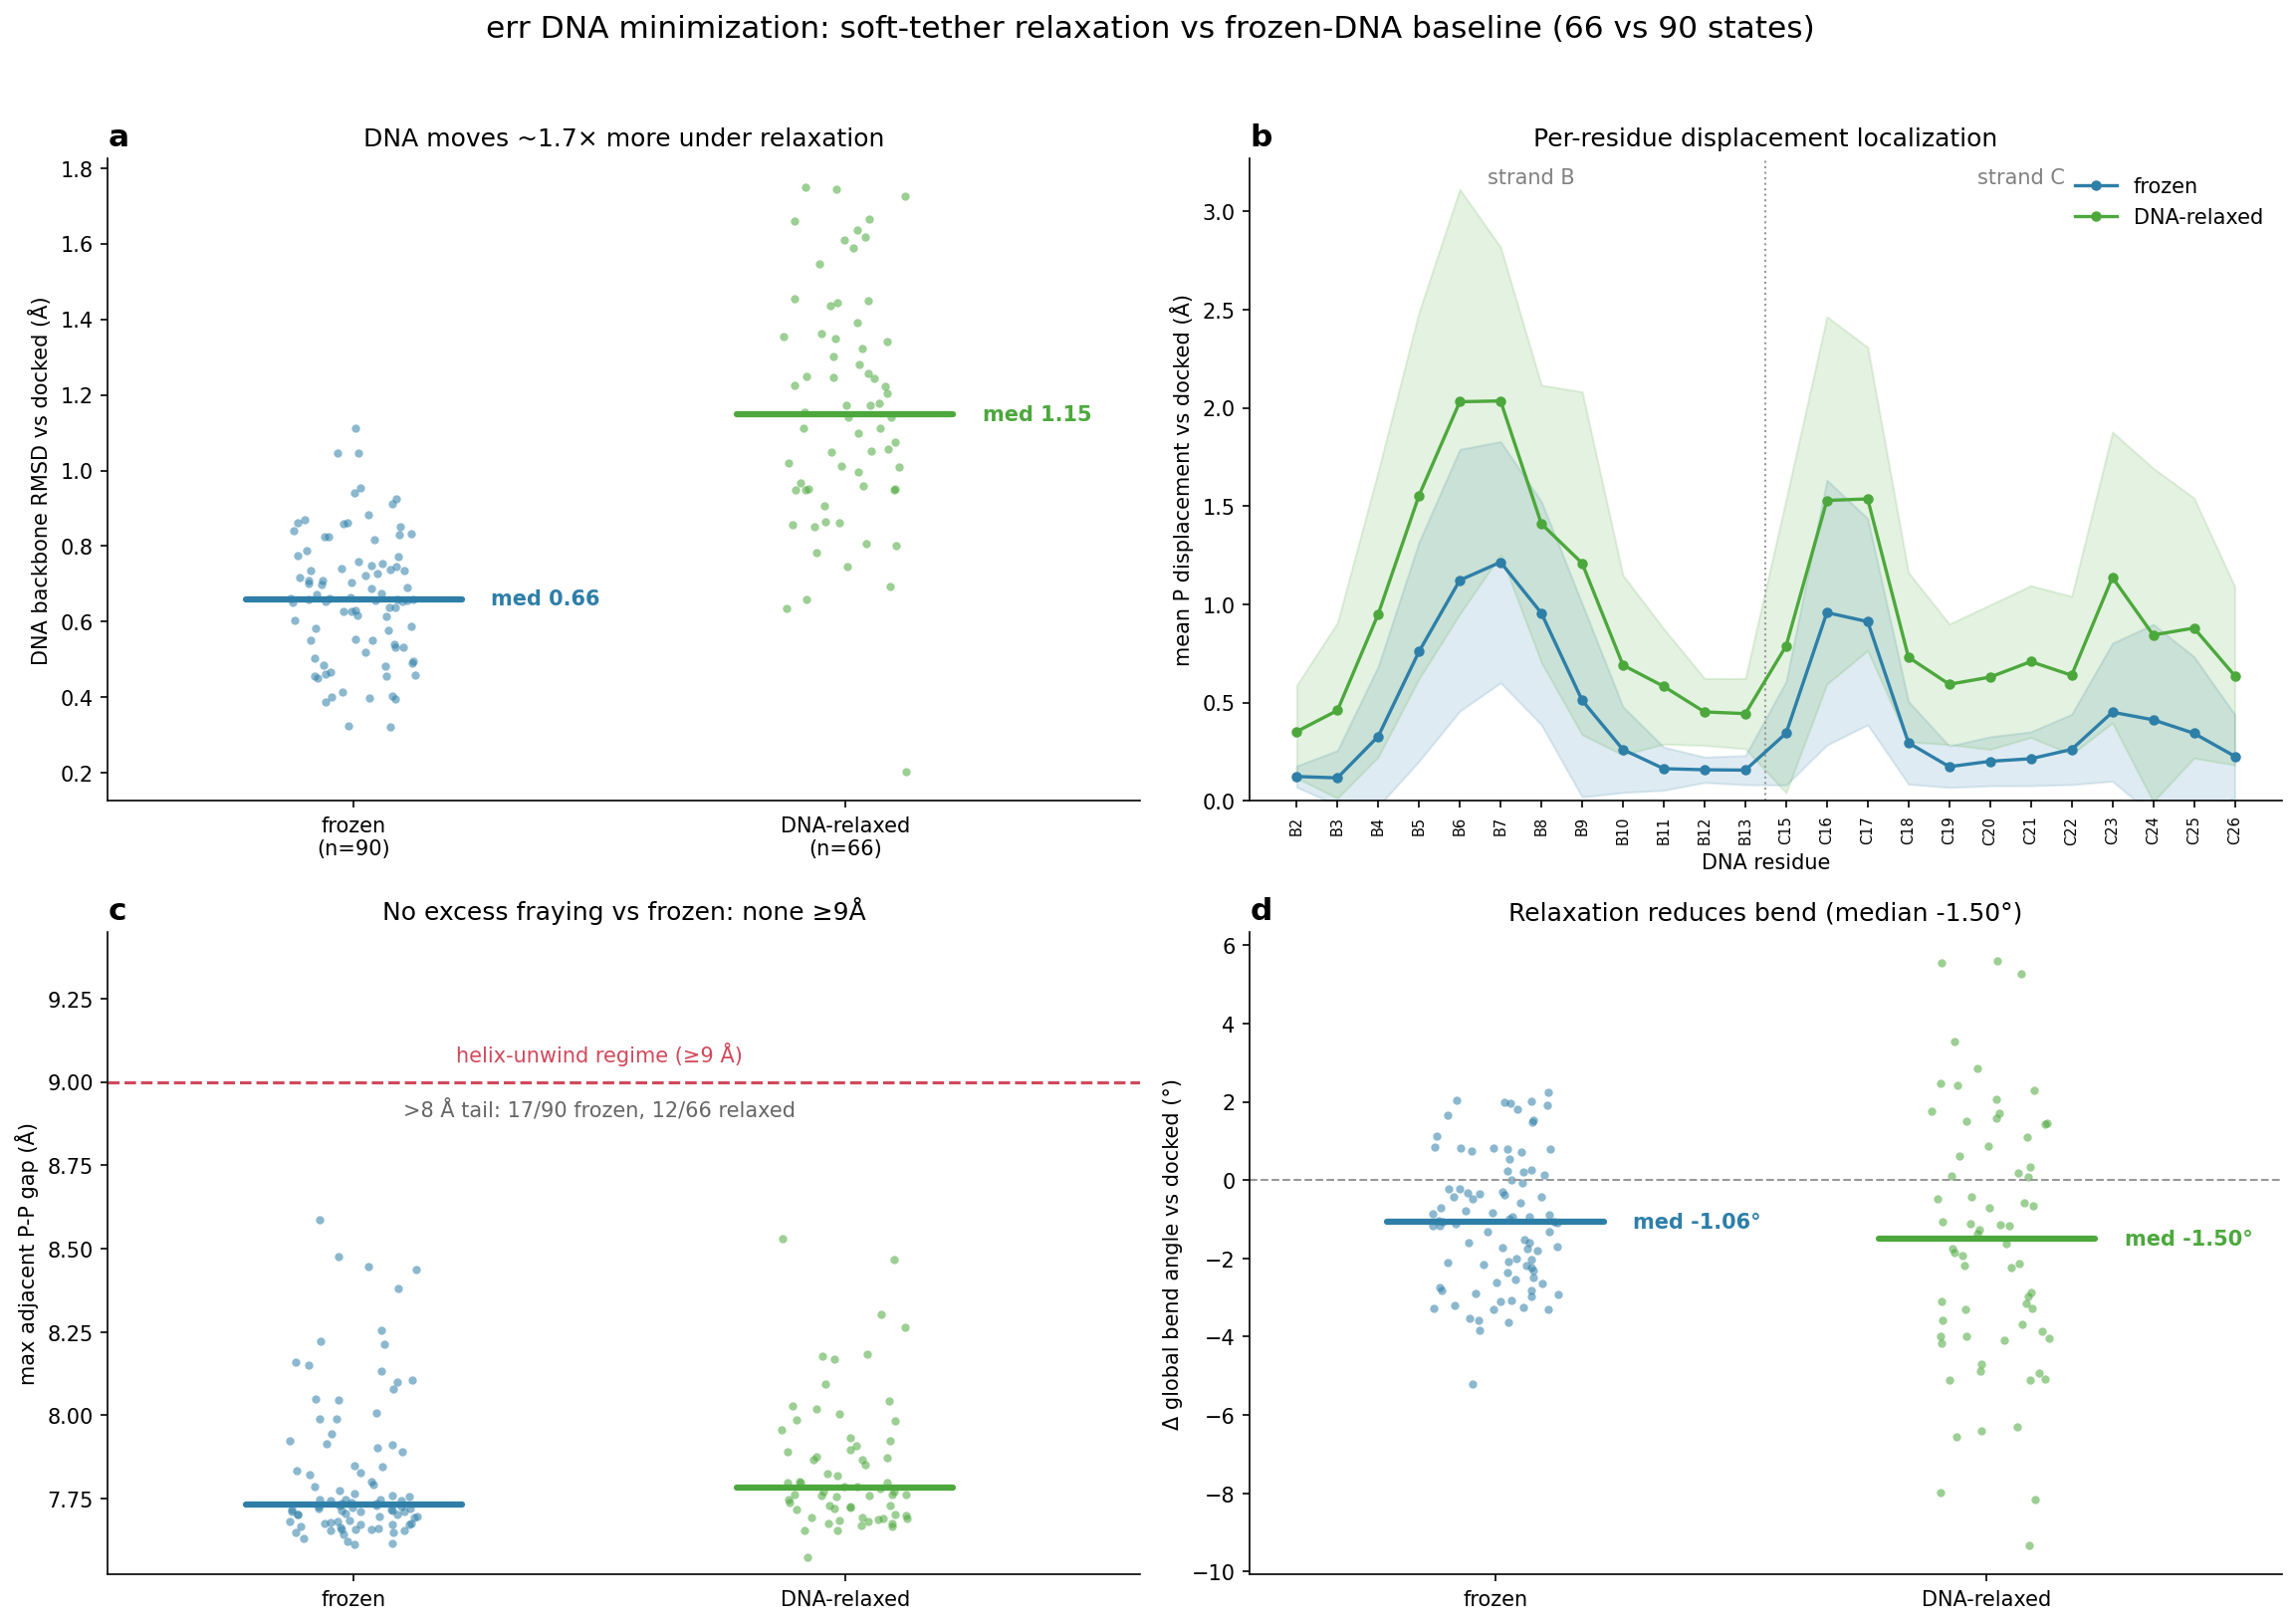 err DNA minimization: soft-tether relaxation vs frozen-DNA baseline (66 vs 90 states)
a
DNA moves ~1.7× more under relaxation
DNA backbone RMSD vs docked (Å)
1.8
1.6
1.4
1.2
1.0
0.8
0.6
0.4
0.2
med 0.66
med 1.15
frozen
(n=90)
DNA-relaxed
(n=66)
b
Per-residue displacement localization
mean P displacement vs docked (Å)
3.0
2.5
2.0
1.5
1.0
0.5
0.0
strand B
strand C
frozen
DNA-relaxed
B2 B3 B4 B5 B6 B7 B8 B9 B10 B11 B12 B13 C15 C16 C17 C18 C19 C20 C21 C22 C23 C24 C25 C26
DNA residue
c
No excess fraying vs frozen: none ≥9Å
max adjacent P-P gap (Å)
9.25
9.00
8.75
8.50
8.25
8.00
7.75
helix-unwind regime (≥9 Å)
>8 Å tail: 17/90 frozen, 12/66 relaxed
frozen
DNA-relaxed
d
Relaxation reduces bend (median -1.50°)
Δ global bend angle vs docked (°)
6
4
2
0
−2
−4
−6
−8
−10
med -1.06°
med -1.50°
frozen
DNA-relaxed